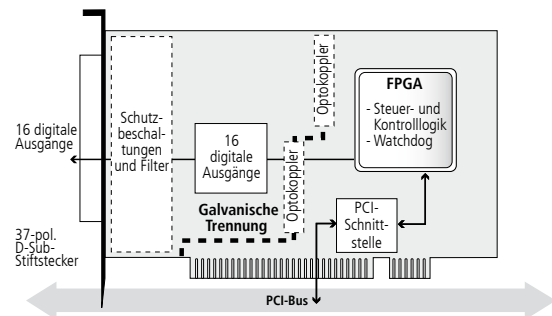 16 digitale
Ausgänge
37-pol.
D-Sub-
Stiftstecker
Schutz-
beschal-
tungen
und Filter
16
digitale
Ausgänge
Galvanische
Trennung
Optokoppler
Optokoppler
FPGA
- Steuer- und
Kontrolllogik
- Watchdog
PCI-
Schnitt-
stelle
PCI-Bus